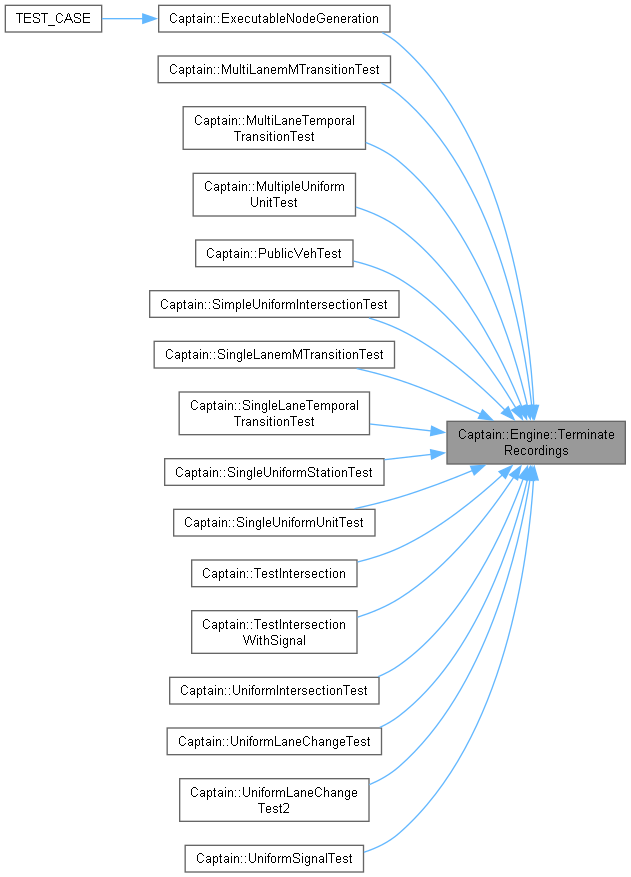 TEST_CASE
Captain::ExecutableNodeGeneration
Captain::MultiLanemMTransitionTest
Captain::MultiLaneTemporal
TransitionTest
Captain::MultipleUniform
UnitTest
Captain::PublicVehTest
Captain::SimpleUniformIntersectionTest
Captain::SingleLanemMTransitionTest
Captain::SingleLaneTemporal
TransitionTest
Captain::Engine::Terminate
Recordings
Captain::SingleUniformStationTest
Captain::SingleUniformUnitTest
Captain::TestIntersection
Captain::TestIntersection
WithSignal
Captain::UniformIntersectionTest
Captain::UniformLaneChangeTest
Captain::UniformLaneChange
Test2
Captain::UniformSignalTest